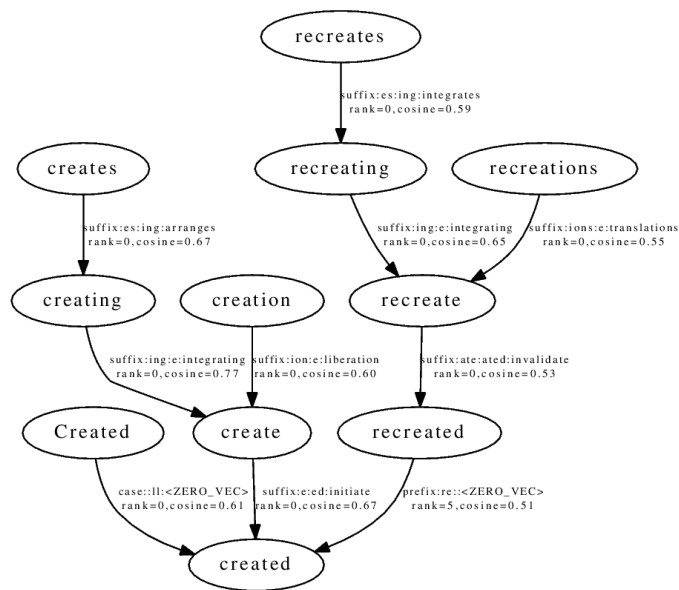 recreates
suffix:es:ing:integrates
rank=0,cosine=0.59
creates
recreating
recreations
suffix:es:ing:arranges
rank=0,cosine=0.67
suffix:ing:e:integrating
rank=0,cosine=0.65
suffix:ions:e:translations
rank=0,cosine=0.55
creating
creation
recreate
suffix:ing:e:integrating
rank=0,cosine=0.77
suffix:ion:e:liberation
rank=0,cosine=0.60
suffix:ate:ated:invalidate
rank=0,cosine=0.53
Created
create
recreated
case::ll:<ZERO_VEC>
rank=0,cosine=0.61
suffix:e:ed:initiate
rank=0,cosine=0.67
prefix:re::<ZERO_VEC>
rank=5,cosine=0.51
created